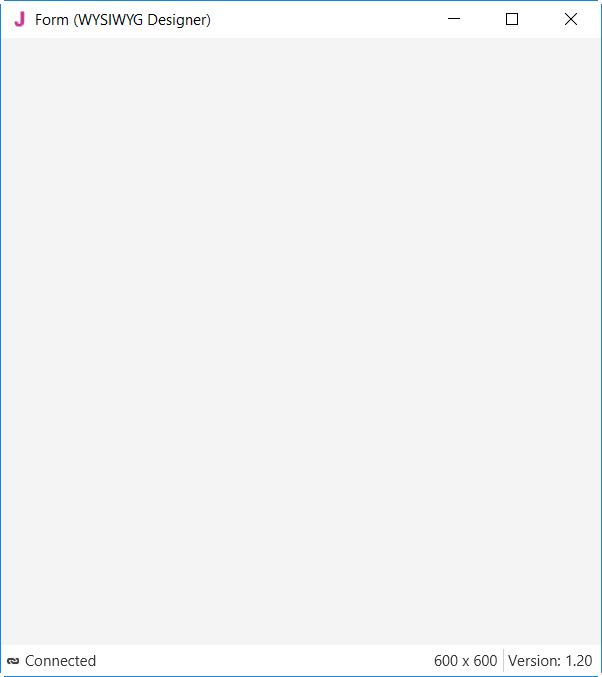 J Form (WYSIWYG Designer)
Connected 600 x 600 Version: 1.20